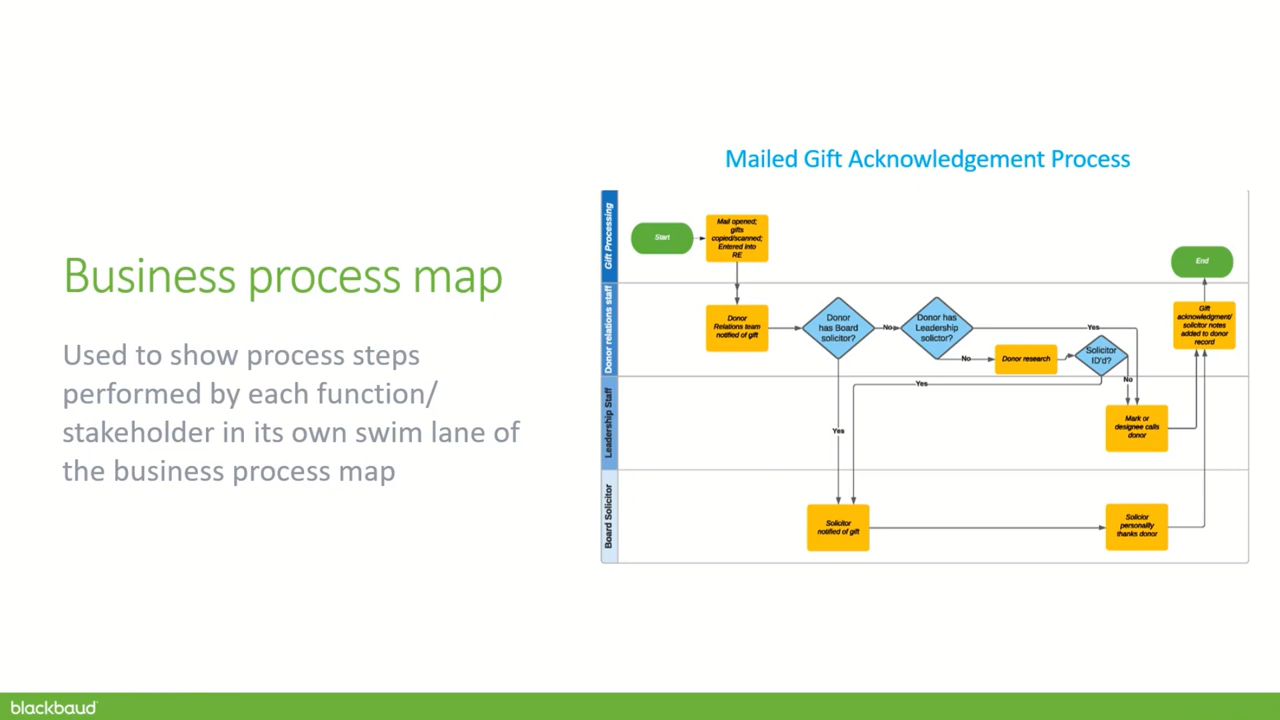 Mailed Gift Acknowledgement Process
Business process map
Used to show process steps
performed by each function/
stakeholder in its own swim lane of
the business process map
Gift Processing
Start
Mail opened;
gifts
copied/scanned;
Entered into
RE
End
Donor relations staff
Donor
Relations team
notified of gift
Donor
has Board
solicitor?
No
Donor has
Leadership
solictor?
Yes
No
Donor research
Solicitor
ID'd?
No
Yes
Gift
acknowledgment/
solicitor notes
added to donor
record
Leadership Staff
Yes
Mark or
designee calls
donor
Board Solicitor
Solicitor
notified of gift
Solicior
personally
thanks donor
blackbaud